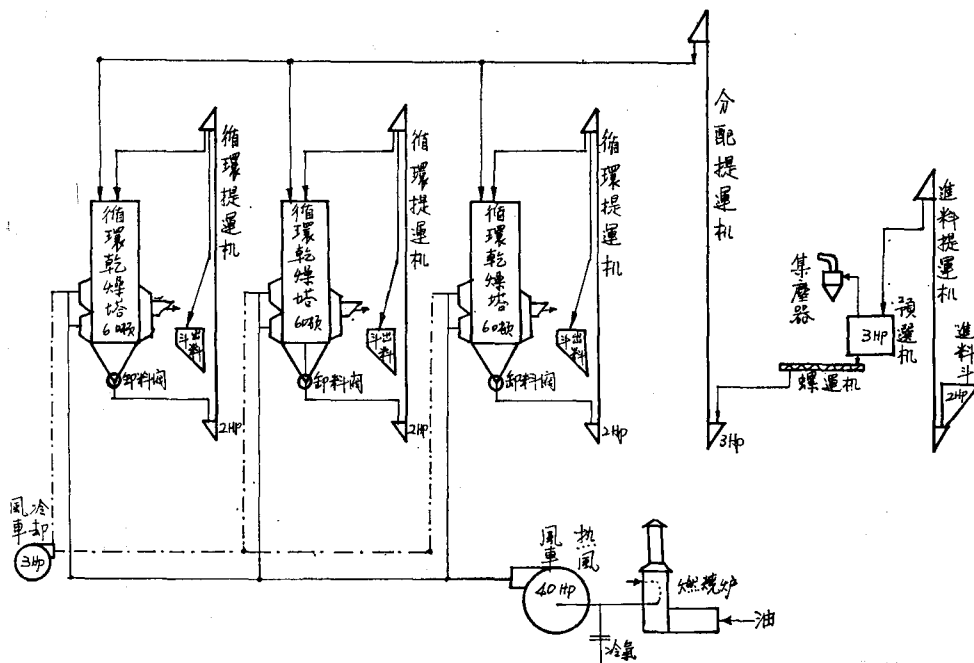 循環提運机
循環提運机
循環提運机
分配提運机
進料提運机
循環乾燥塔
60頓
循環乾燥塔
60頓
循環乾燥塔
60頓
集塵器
預選机
3HP
進料斗
2HP
螺運机
出料斗
出料斗
出料斗
卸料阀
卸料阀
卸料阀
2Hp
2Hp
2Hp
3Hp
冷却風車
3Hp
热風風車
40Hp
燃燒炉
油
冷氣